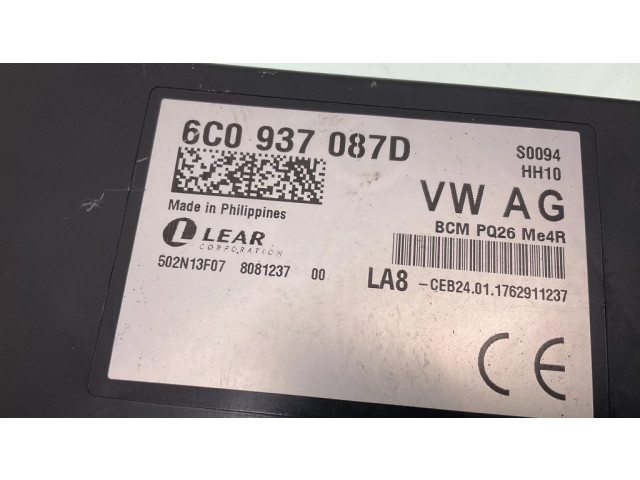 6C0 937 087D
S0094
HH10
Made in Philippines
VW AG
BCM PQ26 Me4R
LEAR
CORPORATION
502N13F07 8081237 00
LA8 -CEB24.01.1762911237
CE